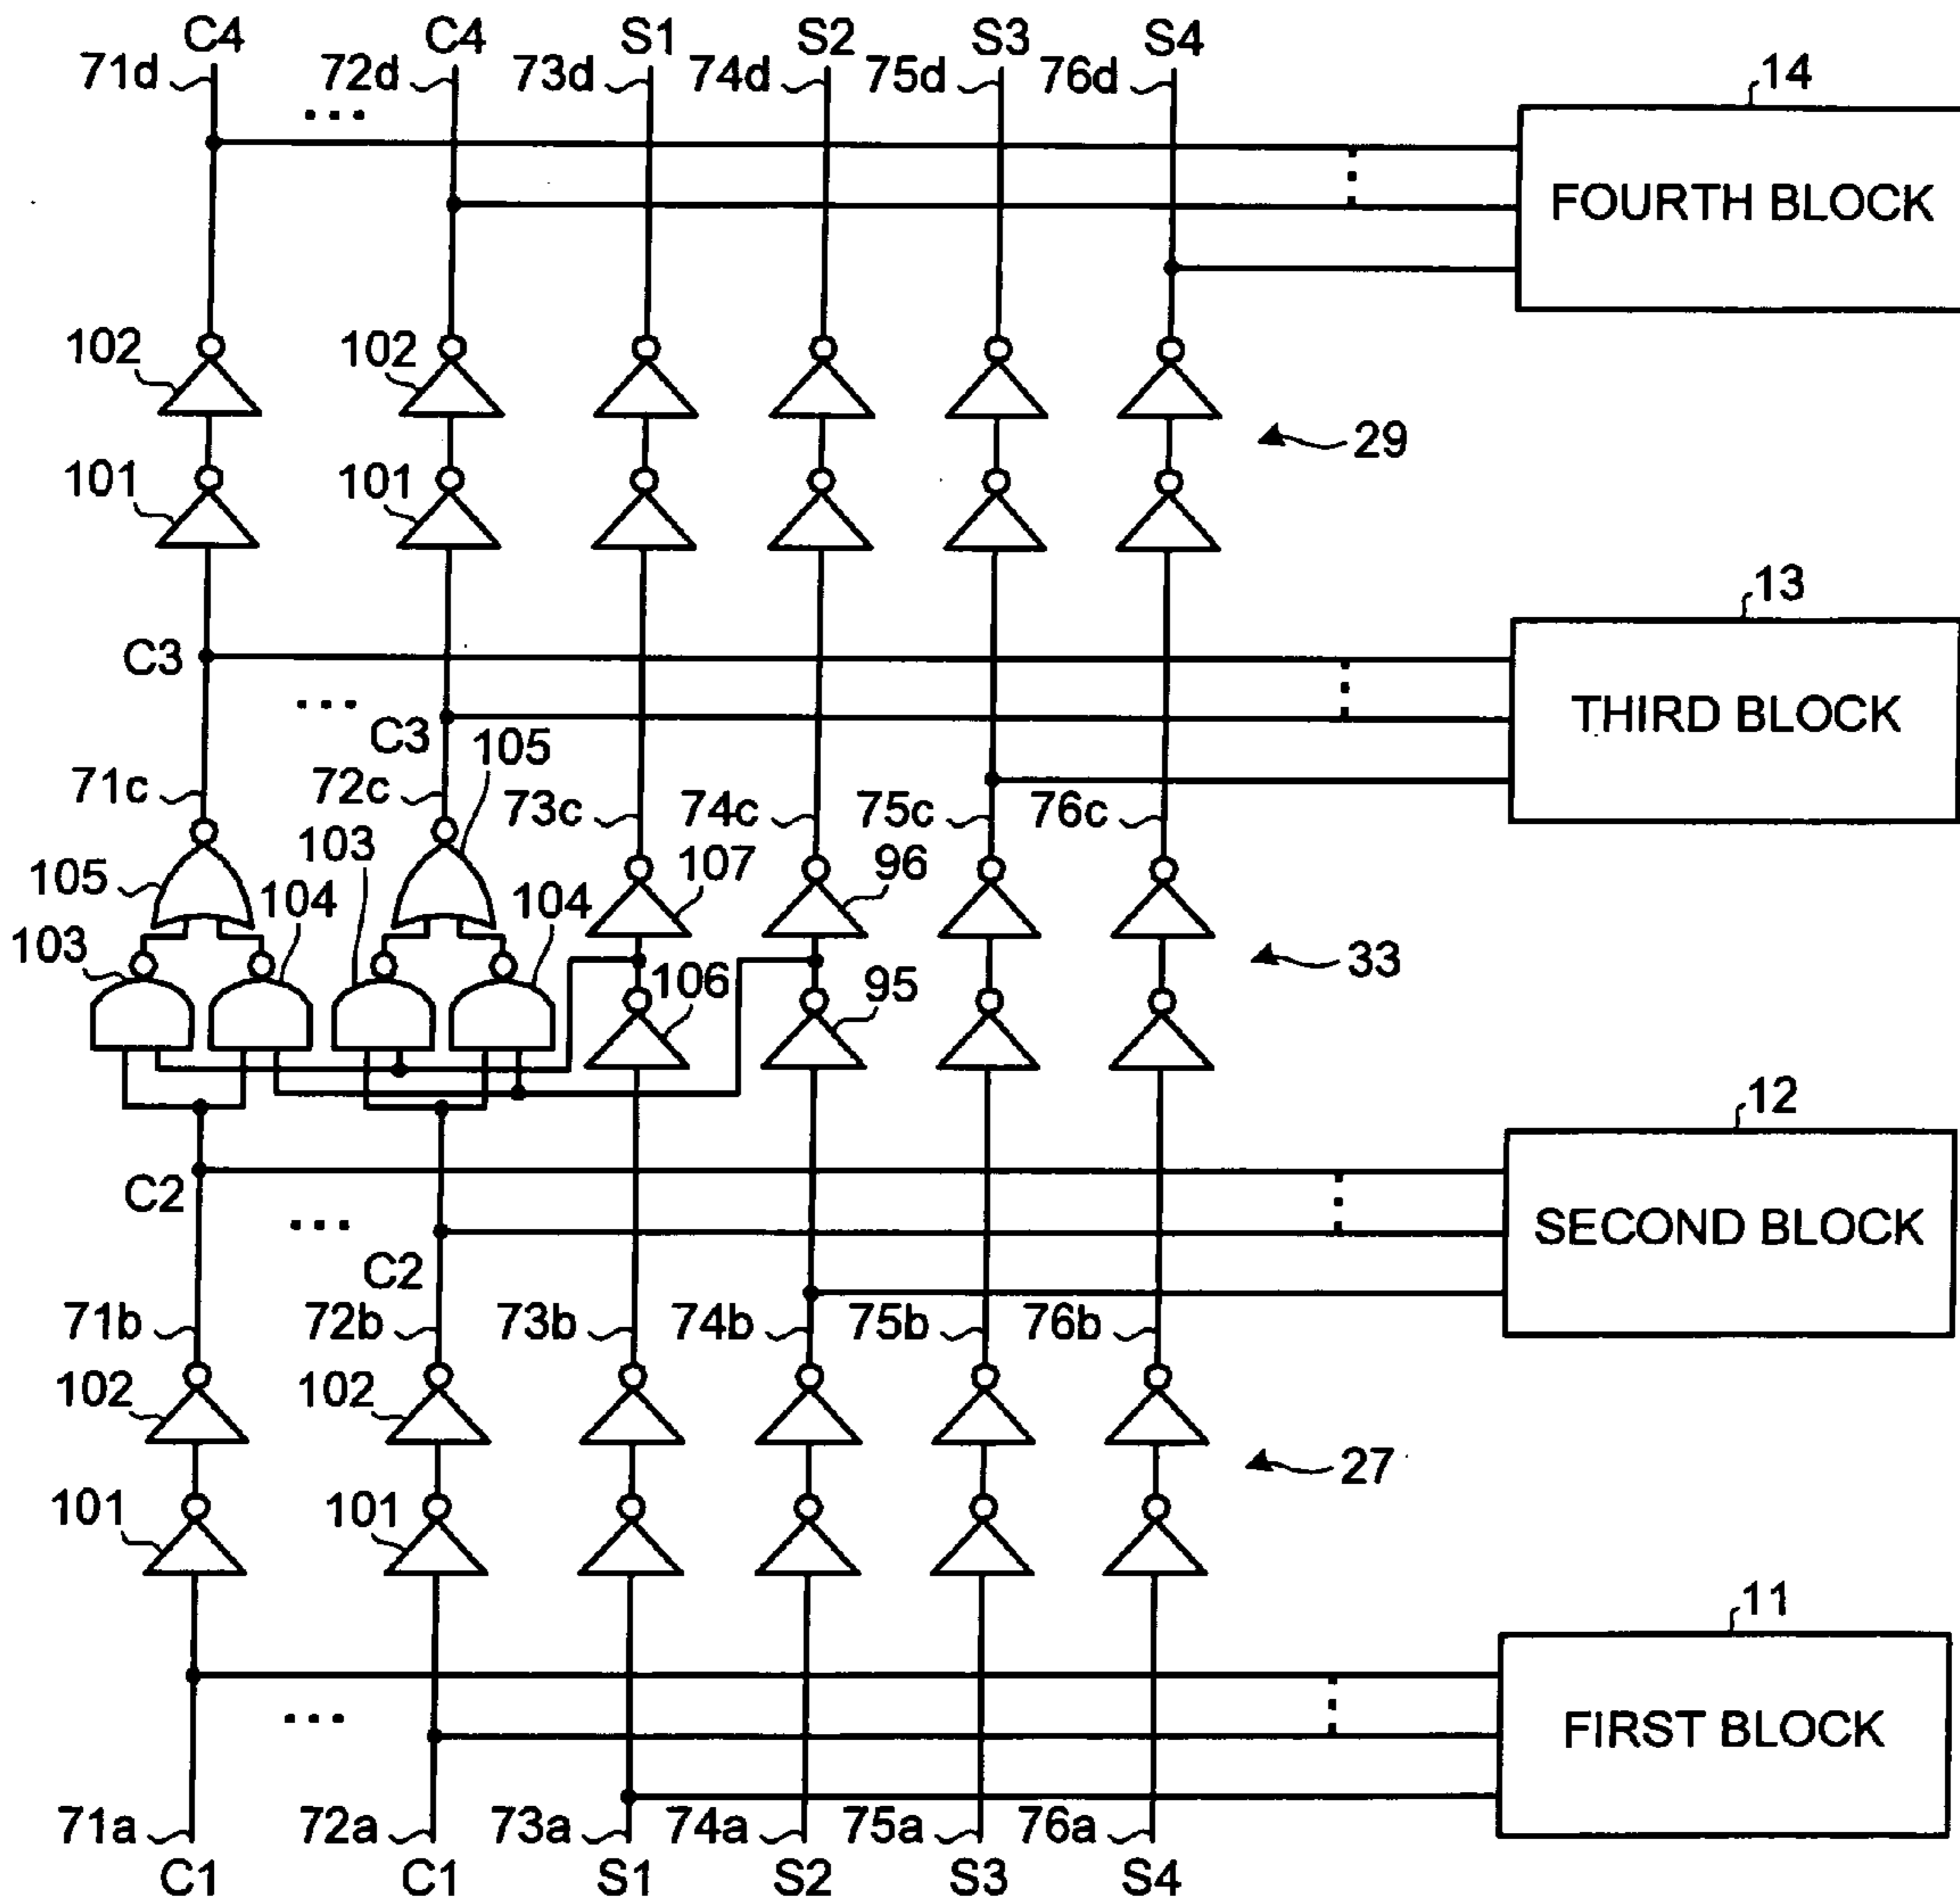 C4 C4 S1 S2 S3 S4
71d 72d 73d 74d 75d 76d 14
...
FOURTH BLOCK
102 102
29
101 101
13
C3
THIRD BLOCK
...
C3 105
71c 72c 73c 74c 75c 76c
103 107 96
105 104 104
103 33
106 95
12
C2
SECOND BLOCK
...
C2
71b 72b 73b 74b 75b 76b
102 102
27
101 101
11
...
FIRST BLOCK
71a 72a 73a 74a 75a 76a
C1 C1 S1 S2 S3 S4